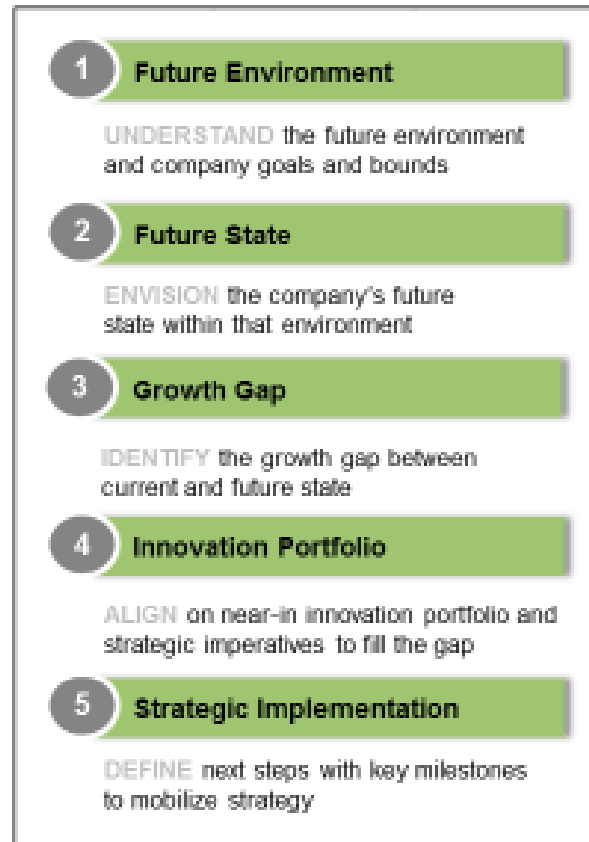 1 Future Environment
UNDERSTAND the future environment
and company goals and bounds
2 Future State
ENVISION the company's future
state within that environment
3 Growth Gap
IDENTIFY the growth gap between
current and future state
4 Innovation Portfolio
ALIGN on near-in innovation portfolio and
strategic imperatives to fill the gap
5 Strategic Implementation
DEFINE next steps with key milestones
to mobilize strategy